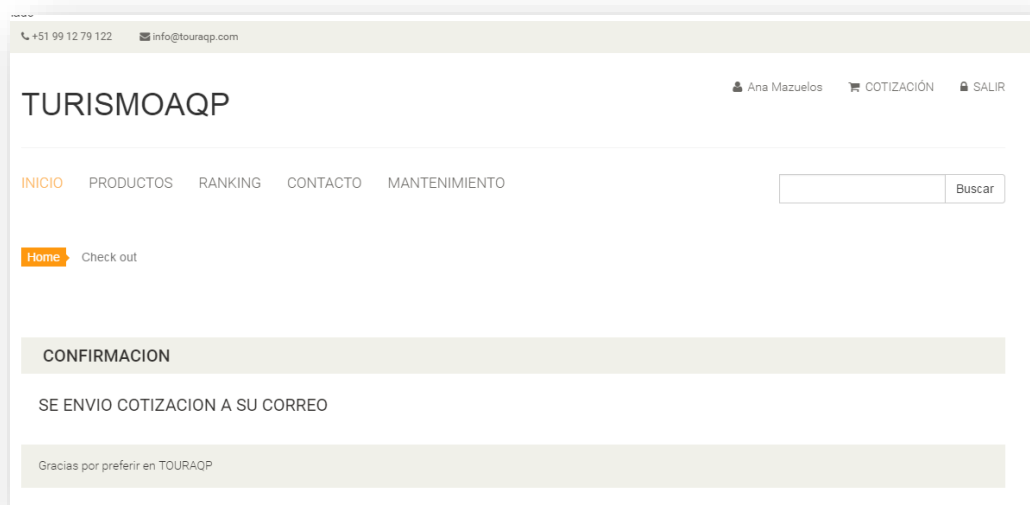 +51 99 12 79 122 info@touraqp.com
TURISMOAQP
Ana Mazuelos COTIZACIÓN SALIR
INICIO PRODUCTOS RANKING CONTACTO MANTENIMIENTO
Buscar
Home Check out
CONFIRMACION
SE ENVIO COTIZACION A SU CORREO
Gracias por preferir en TOURAQP